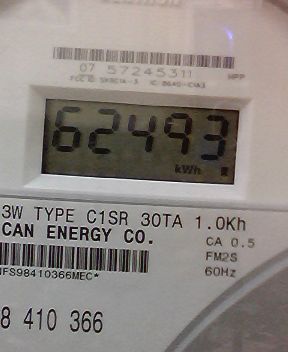 07 57245311 HPP
62493
kWh
3W TYPE C1SR 30TA 1.0Kh
CAN ENERGY CO.
CA 0.5
FM2S
60Hz
8 410 366